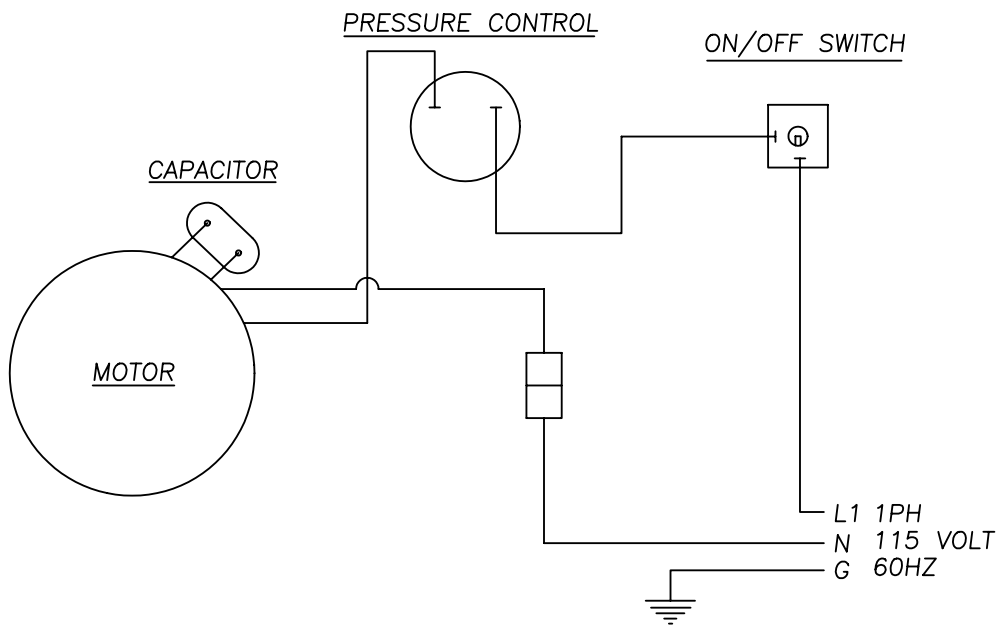 PRESSURE CONTROL
ON/OFF SWITCH
CAPACITOR
MOTOR
L1 1PH
N 115 VOLT
G 60HZ